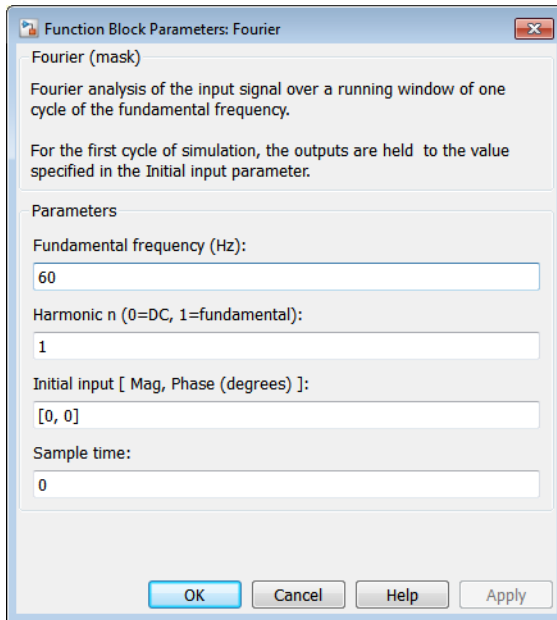 Function Block Parameters: Fourier
Fourier (mask)
Fourier analysis of the input signal over a running window of one
cycle of the fundamental frequency.
For the first cycle of simulation, the outputs are held  to the value
specified in the Initial input parameter.
Parameters
Fundamental frequency (Hz):
60
Harmonic n (0=DC, 1=fundamental):
1
Initial input [ Mag, Phase (degrees) ]:
[0, 0]
Sample time:
0
OK Cancel Help Apply